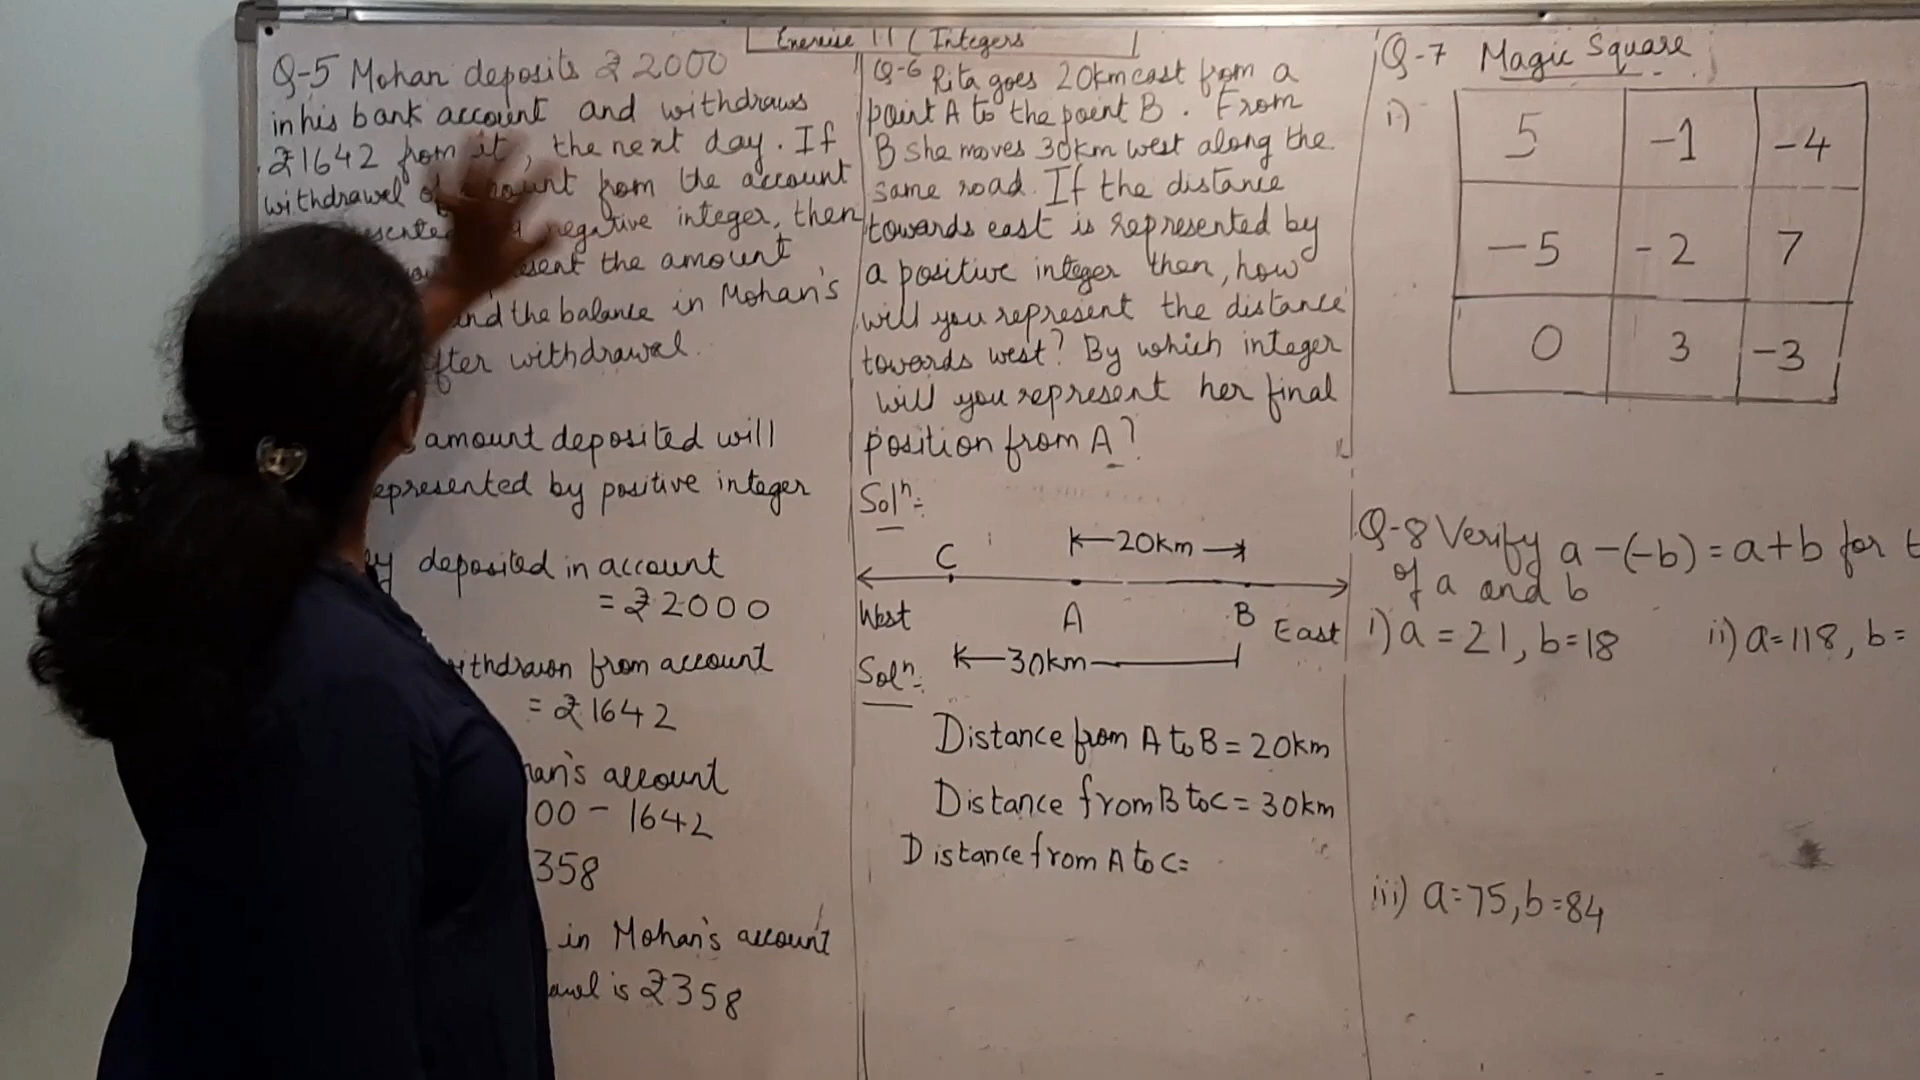 Exercise 1.1 ( Integers
Q-5 Mohan deposits ₹2000
in his bank account and withdraws
₹1642 from it, the next day. If
withdrawel of amount from the account
negative integer, then
the amount
and the balance in Mohan's
after withdrawel.
amount deposited will
represented by positive integer
deposited in account
= ₹2000
withdrawn from account
= ₹1642
account
00 - 1642
358
in Mohan's account
is ₹358
Q-6 Rita goes 20km east from a
point A to the point B. From
B she moves 30km west along the
same road. If the distance
towards east is represented by
a positive integer then, how
will you represent the distance
towards west? By which integer
will you represent her final
position from A?
Solⁿ:
C 20km
West A B East
30km
Solⁿ:
Distance from A to B = 20km
Distance from B to C = 30km
Distance from A to C =
Q-7 Magic Square
i)
5 -1 -4
-5 -2 7
0 3 -3
Q-8 Verify a-(-b) = a+b for
of a and b
i) a = 21, b=18 ii) a=118, b=
iii) a=75, b=84